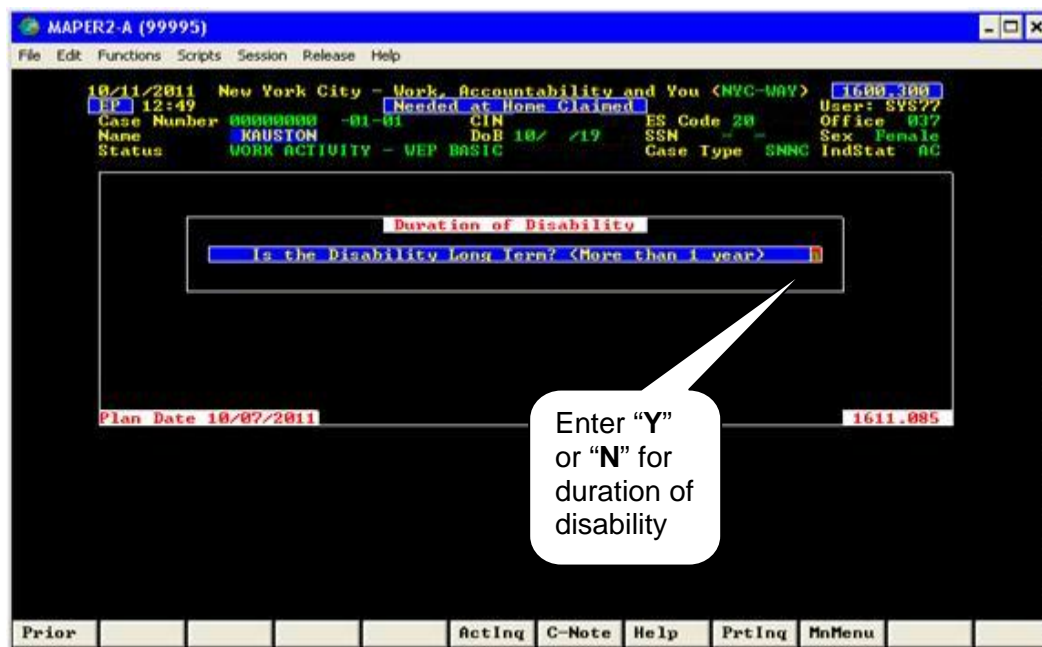 MAPER2-A (99995)
File Edit Functions Scripts Session Release Help
10/11/2011 New York City - Work, Accountability and You <NYC-WAY> 1600.300
EP 12:49 Needed at Home Claimed User: SYS77
Case Number 00000000 -01-01 CIN ES Code 20 Office 037
Name KAUSTON DoB 10/ /19 SSN - - Sex Female
Status WORK ACTIVITY - WEP BASIC Case Type SNNC IndStat AC
Duration of Disability
Is the Disability Long Term? <More than 1 year> n
Enter “Y”
or “N” for
duration of
disability
Plan Date 10/07/2011 1611.085
Prior ActInq C-Note Help PrtInq MnMenu